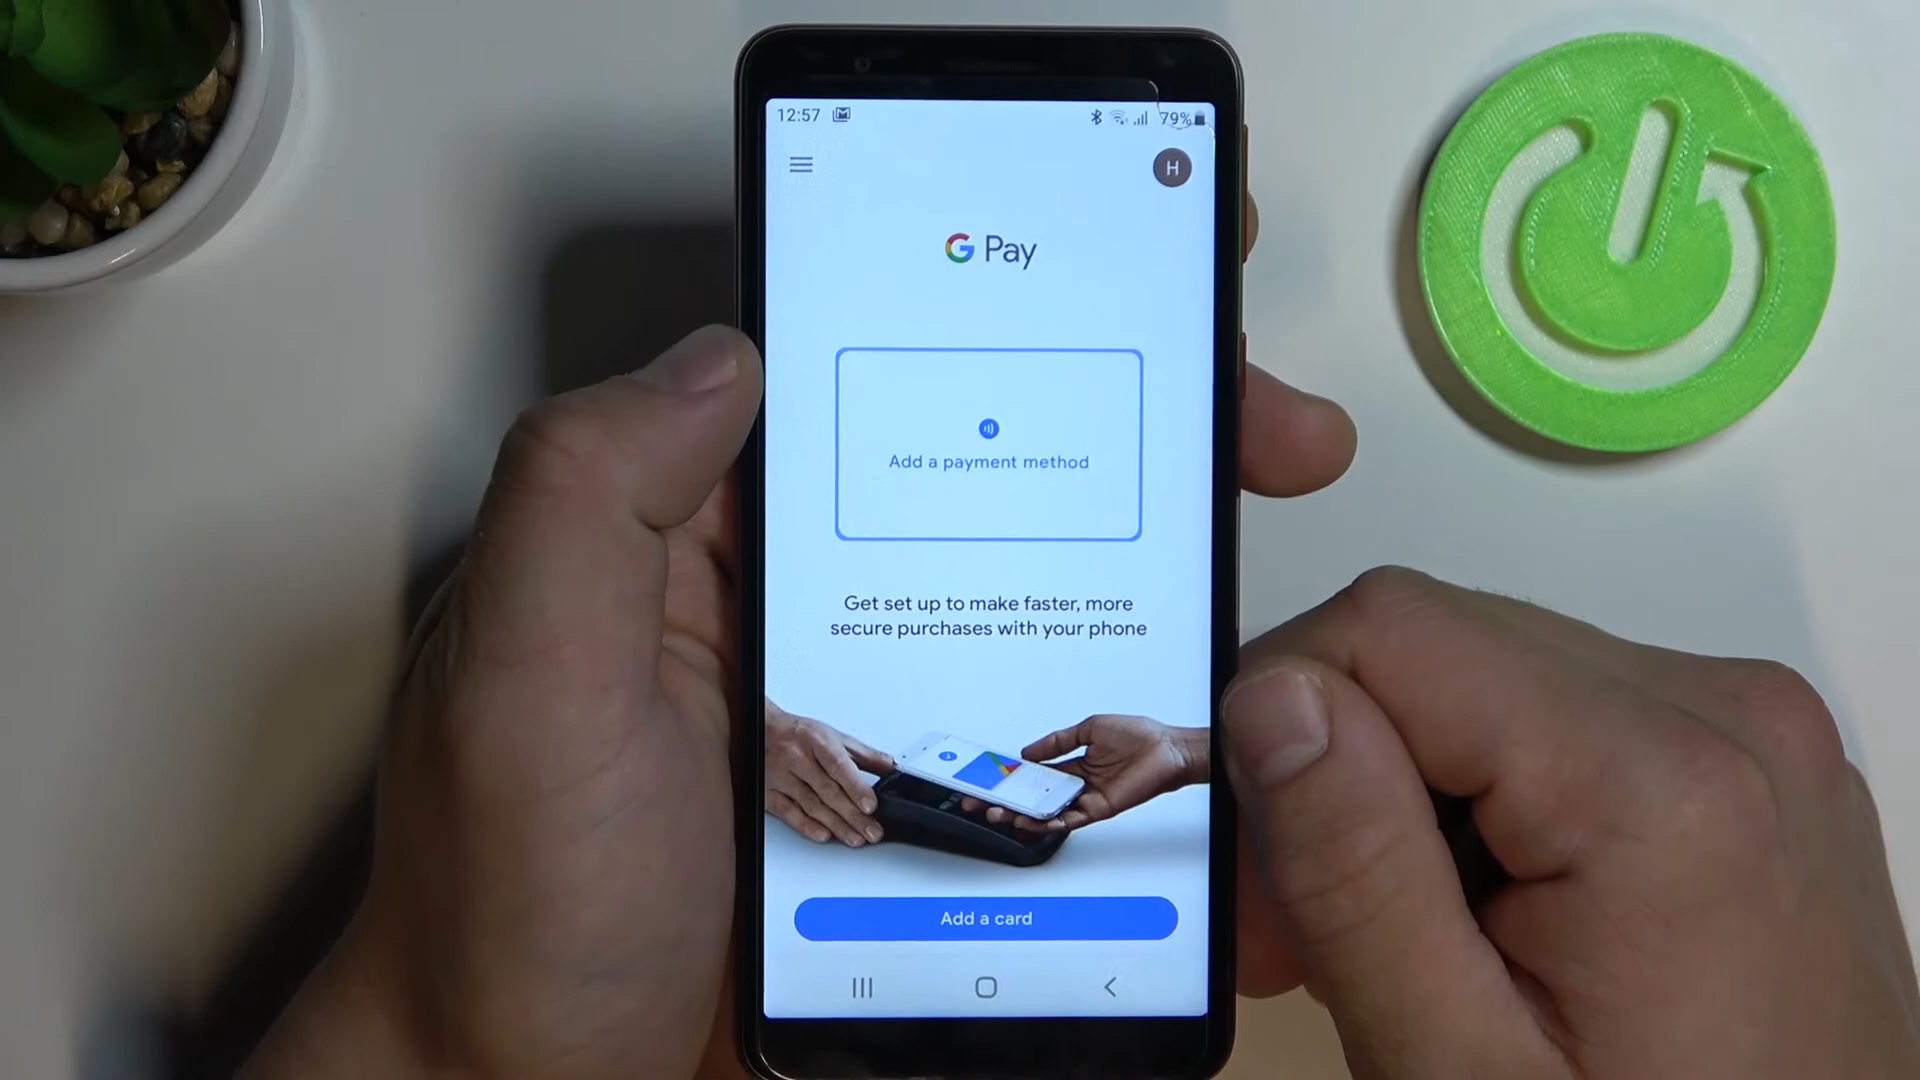 12:57
79%
H
G Pay
Add a payment method
Get set up to make faster, more
secure purchases with your phone
Add a card